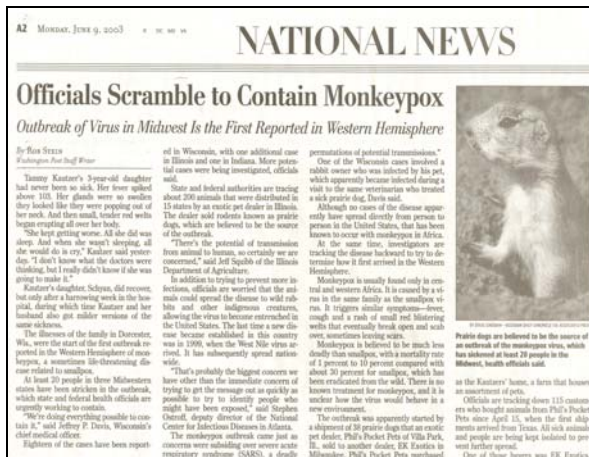 A2 MONDAY, JUNE 9, 2003
NATIONAL NEWS
Officials Scramble to Contain Monkeypox
Outbreak of Virus in Midwest Is the First Reported in Western Hemisphere
By ROB STEIN
Washington Post Staff Writer
Tammy Kautzer's 3-year-old daughter
had never been so sick. Her fever spiked
above 103. Her glands were so swollen
they looked like they were popping out of
her neck. And then small, tender red welts
began erupting all over her body.
"She kept getting worse. All she did was
sleep. And when she wasn't sleeping, all
she would do is cry," Kautzer said yester-
day. "I don't know what the doctors were
thinking, but I really didn't know if she was
going to make it."
Kautzer's daughter, Schyan, did recover,
but only after a harrowing week in the hos-
pital, during which time Kautzer and her
husband also got milder versions of the
same sickness.
The illnesses of the family in Dorchester,
Wis., were the start of the first outbreak re-
ported in the Western Hemisphere of mon-
keypox, a sometimes life-threatening dis-
ease related to smallpox.
At least 20 people in three Midwestern
states have been stricken in the outbreak,
which state and federal health officials are
urgently working to contain.
"We're doing everything possible to con-
tain it," said Jeffrey P. Davis, Wisconsin's
chief medical officer.
Eighteen of the cases have been report-
ed in Wisconsin, with one additional case
in Illinois and one in Indiana. More poten-
tial cases were being investigated, officials
said.
State and federal authorities are tracing
about 200 animals that were distributed in
15 states by an exotic pet dealer in Illinois.
The dealer sold rodents known as prairie
dogs, which are believed to be the source
of the outbreak.
"There's the potential of transmission
from animal to human, so certainly we are
concerned," said Jeff Squibb of the Illinois
Department of Agriculture.
In addition to trying to prevent more in-
fections, officials are worried that the ani-
mals could spread the disease to wild rab-
bits and other indigenous creatures,
allowing the virus to become entrenched in
the United States. The last time a new dis-
ease became established in this country
was in 1999, when the West Nile virus ar-
rived. It has subsequently spread nation-
wide.
"That's probably the biggest concern we
have other than the immediate concern of
trying to get the message out as quickly as
possible to try to identify people who
might have been exposed," said Stephen
Ostroff, deputy director of the National
Center for Infectious Diseases in Atlanta.
The monkeypox outbreak came just as
concerns were subsiding over severe acute
respiratory syndrome (SARS), a deadly
permutations of potential transmissions."
One of the Wisconsin cases involved a
rabbit owner who was infected by his pet,
which apparently became infected during a
visit to the same veterinarian who treated
a sick prairie dog, Davis said.
Although no cases of the disease appar-
ently have spread directly from person to
person in the United States, that has been
known to occur with monkeypox in Africa.
At the same time, investigators are
tracking the disease backward to try to de-
termine how it first arrived in the Western
Hemisphere.
Monkeypox is usually found only in cen-
tral and western Africa. It is caused by a vi-
rus in the same family as the smallpox vi-
rus. It triggers similar symptoms—fever,
cough and a rash of small red blistering
welts that eventually break open and scab
over, sometimes leaving scars.
Monkeypox is believed to be much less
deadly than smallpox, with a mortality rate
of 1 percent to 10 percent compared with
about 30 percent for smallpox, which has
been eradicated from the wild. There is no
known treatment for monkeypox, and it is
unclear how the virus would behave in a
new environment.
The outbreak was apparently started by
a shipment of 38 prairie dogs that an exotic
pet dealer, Phil's Pocket Pets of Villa Park,
Ill., sold to another dealer, EK Exotics in
Milwaukee. Phil's Pocket Pets purchased
Prairie dogs are believed to be the source of
an outbreak of the monkeypox virus, which
has sickened at least 20 people in the
Midwest, health officials said.
as the Kautzers' home, a farm that houses
an assortment of pets.
Officials are tracking down 115 custom-
ers who bought animals from Phil's Pocket
Pets since April 15, when the first ship-
ments arrived from Texas. All sick animals
and people are being kept isolated to pre-
vent further spread.
One of those buyers was EK Exotics,